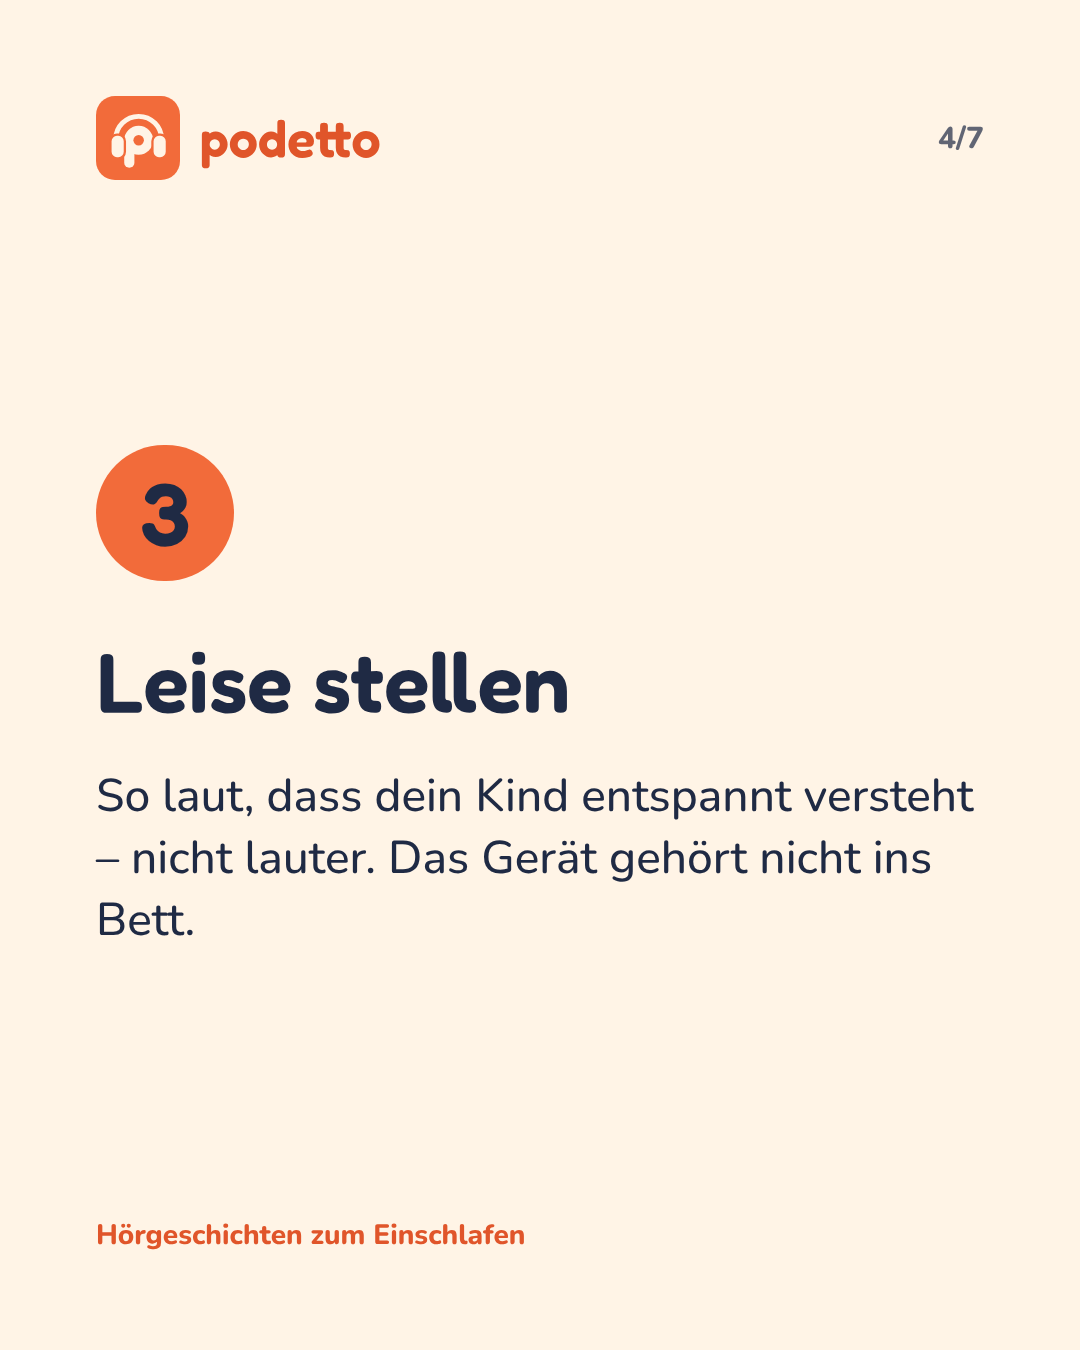 podetto
4/7
3
Leise stellen
So laut, dass dein Kind entspannt versteht
– nicht lauter. Das Gerät gehört nicht ins
Bett.
Hörgeschichten zum Einschlafen